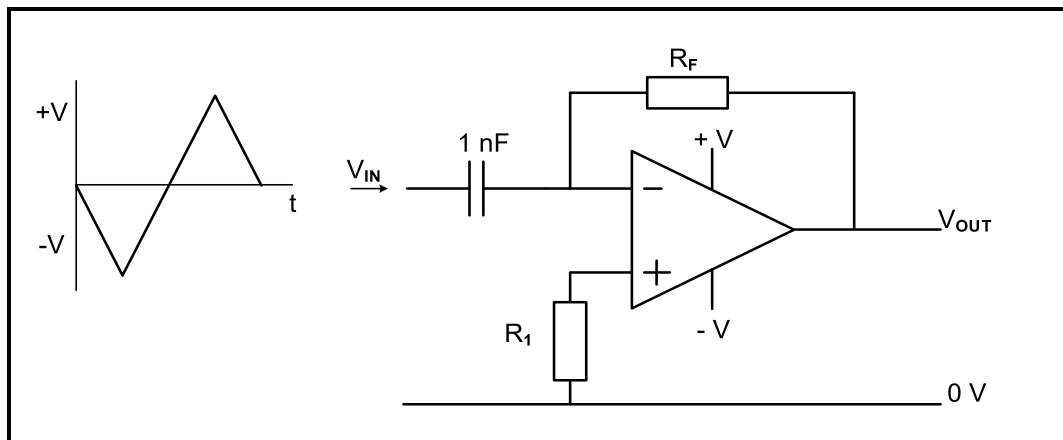 +V
-V
t
V_IN
1 nF
R_F
+ V
−
+
- V
R_1
V_OUT
0 V